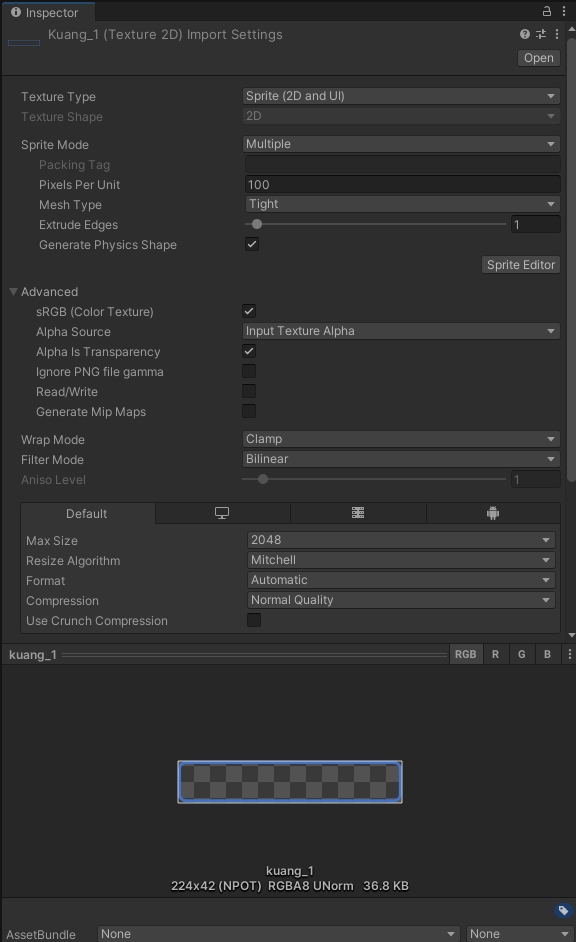 Inspector
Kuang_1 (Texture 2D) Import Settings
Open
Texture Type Sprite (2D and UI)
Texture Shape 2D
Sprite Mode Multiple
Packing Tag
Pixels Per Unit 100
Mesh Type Tight
Extrude Edges 1
Generate Physics Shape
Sprite Editor
Advanced
sRGB (Color Texture)
Alpha Source Input Texture Alpha
Alpha Is Transparency
Ignore PNG file gamma
Read/Write
Generate Mip Maps
Wrap Mode Clamp
Filter Mode Bilinear
Aniso Level 1
Default
Max Size 2048
Resize Algorithm Mitchell
Format Automatic
Compression Normal Quality
Use Crunch Compression
kuang_1 RGB R G B
kuang_1
224x42 (NPOT) RGBA8 UNorm 36.8 KB
AssetBundle None None